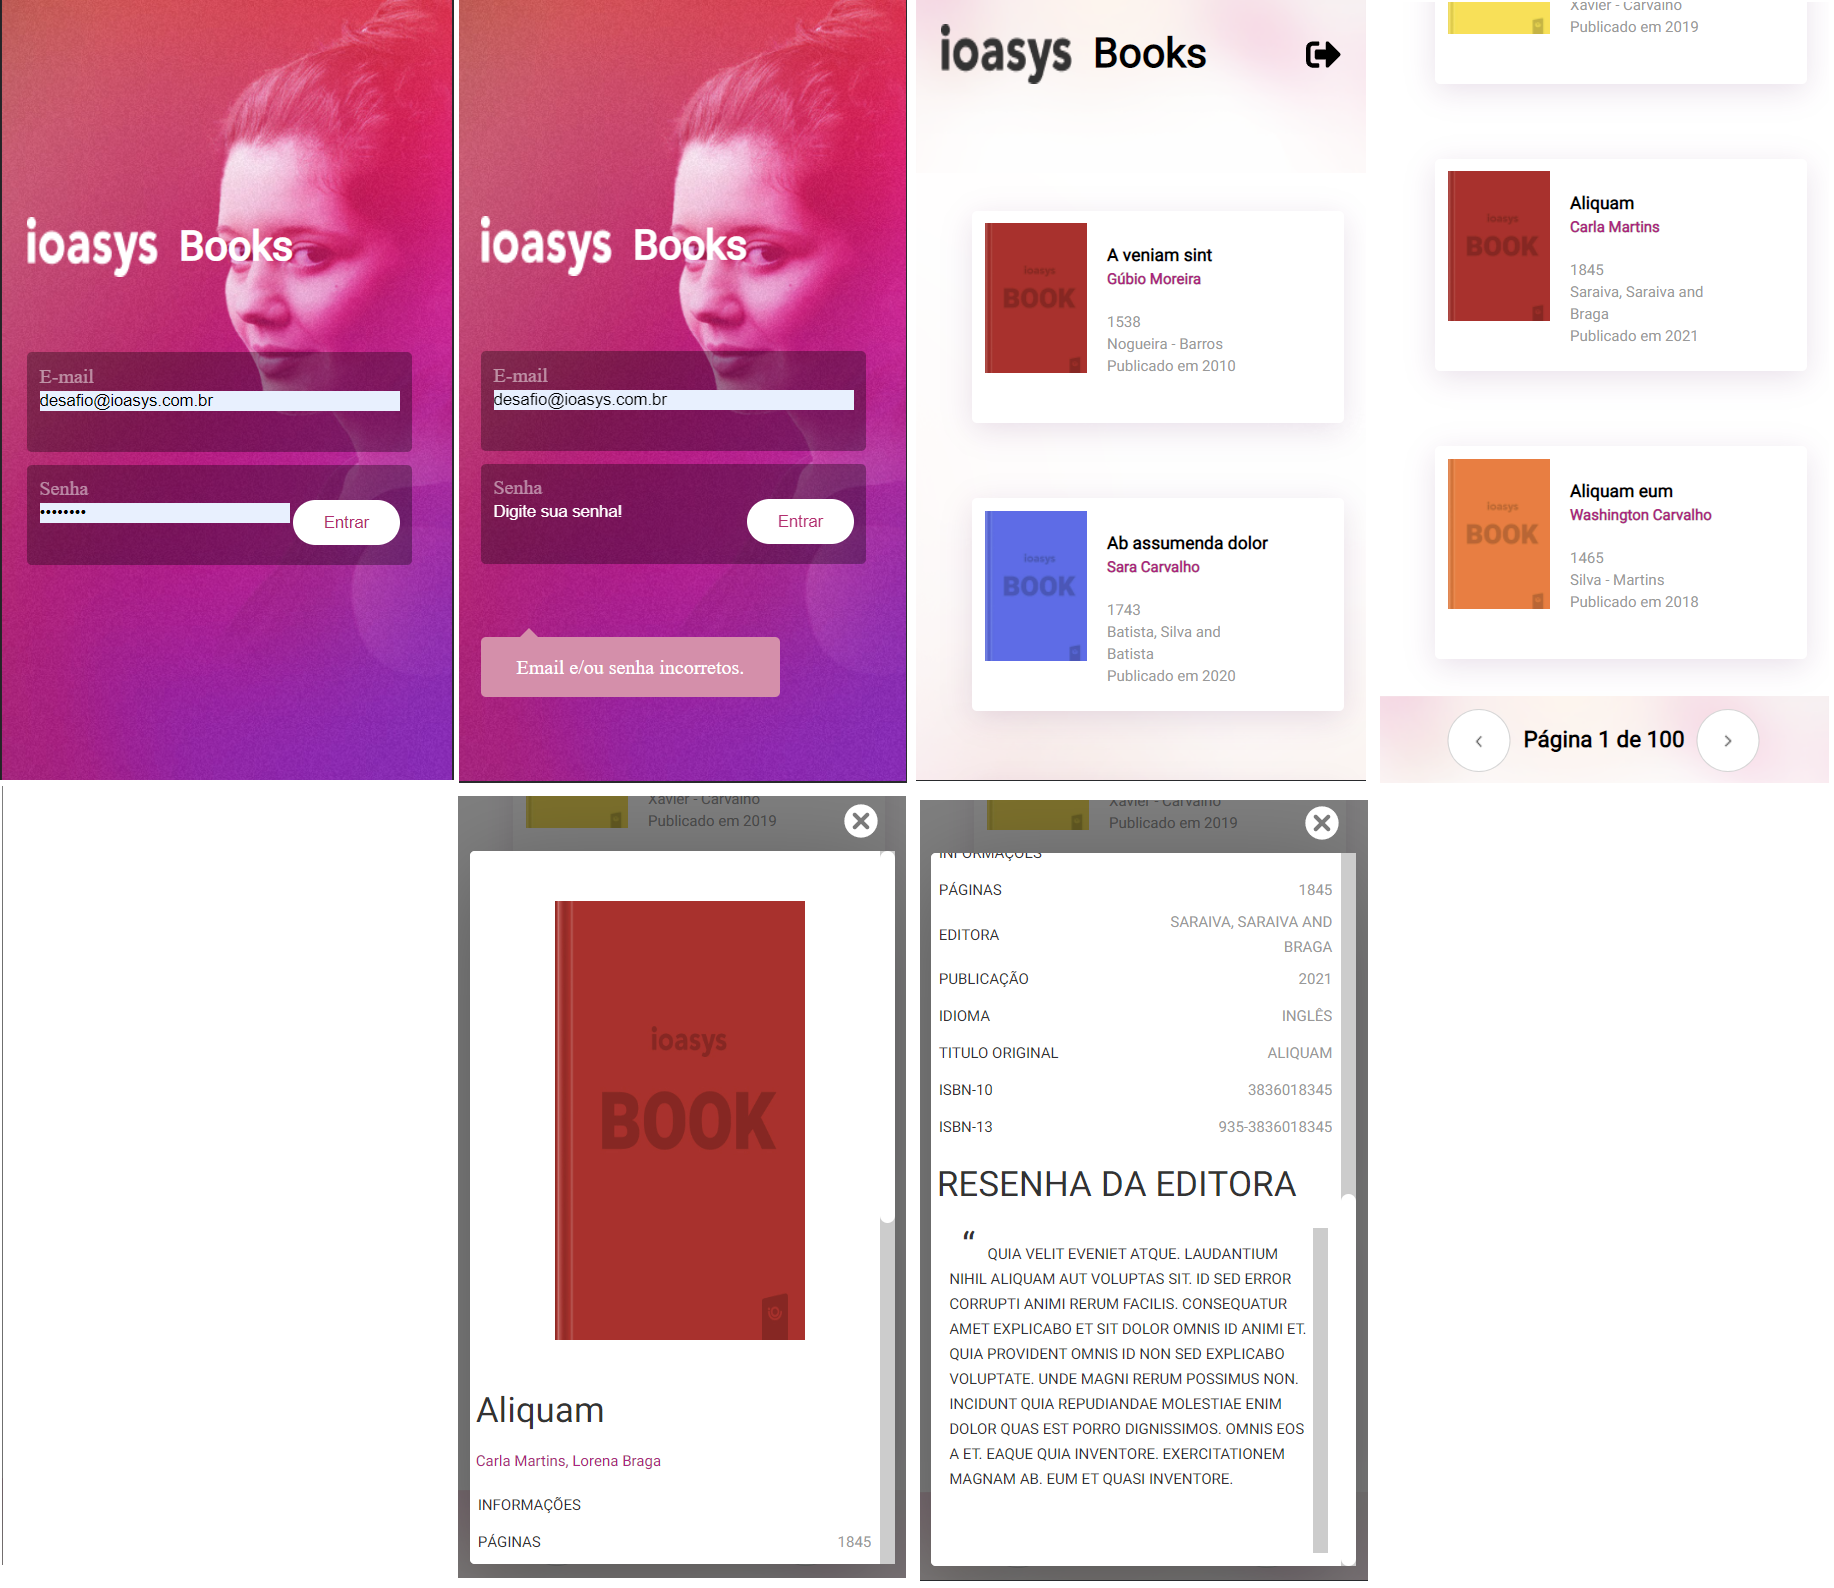 ioasys Books
E-mail
desafio@ioasys.com.br
Senha
••••••••
Entrar
ioasys Books
E-mail
desafio@ioasys.com.br
Senha
Digite sua senha!
Entrar
Email e/ou senha incorretos.
ioasys Books
ioasys
BOOK
A veniam sint
Gúbio Moreira
1538
Nogueira - Barros
Publicado em 2010
ioasys
BOOK
Ab assumenda dolor
Sara Carvalho
1743
Batista, Silva and
Batista
Publicado em 2020
Xavier - Carvalho
Publicado em 2019
ioasys
BOOK
Aliquam
Carla Martins
1845
Saraiva, Saraiva and
Braga
Publicado em 2021
ioasys
BOOK
Aliquam eum
Washington Carvalho
1465
Silva - Martins
Publicado em 2018
Página 1 de 100
Xavier - Carvalho
Publicado em 2019
ioasys
BOOK
Aliquam
Carla Martins, Lorena Braga
INFORMAÇÕES
PÁGINAS 1845
Xavier - Carvalho
Publicado em 2019
INFORMAÇÕES
PÁGINAS 1845
EDITORA SARAIVA, SARAIVA AND
BRAGA
PUBLICAÇÃO 2021
IDIOMA INGLÊS
TITULO ORIGINAL ALIQUAM
ISBN-10 3836018345
ISBN-13 935-3836018345
RESENHA DA EDITORA
“ QUIA VELIT EVENIET ATQUE. LAUDANTIUM
NIHIL ALIQUAM AUT VOLUPTAS SIT. ID SED ERROR
CORRUPTI ANIMI RERUM FACILIS. CONSEQUATUR
AMET EXPLICABO ET SIT DOLOR OMNIS ID ANIMI ET.
QUIA PROVIDENT OMNIS ID NON SED EXPLICABO
VOLUPTATE. UNDE MAGNI RERUM POSSIMUS NON.
INCIDUNT QUIA REPUDIANDAE MOLESTIAE ENIM
DOLOR QUAS EST PORRO DIGNISSIMOS. OMNIS EOS
A ET. EAQUE QUIA INVENTORE. EXERCITATIONEM
MAGNAM AB. EUM ET QUASI INVENTORE.